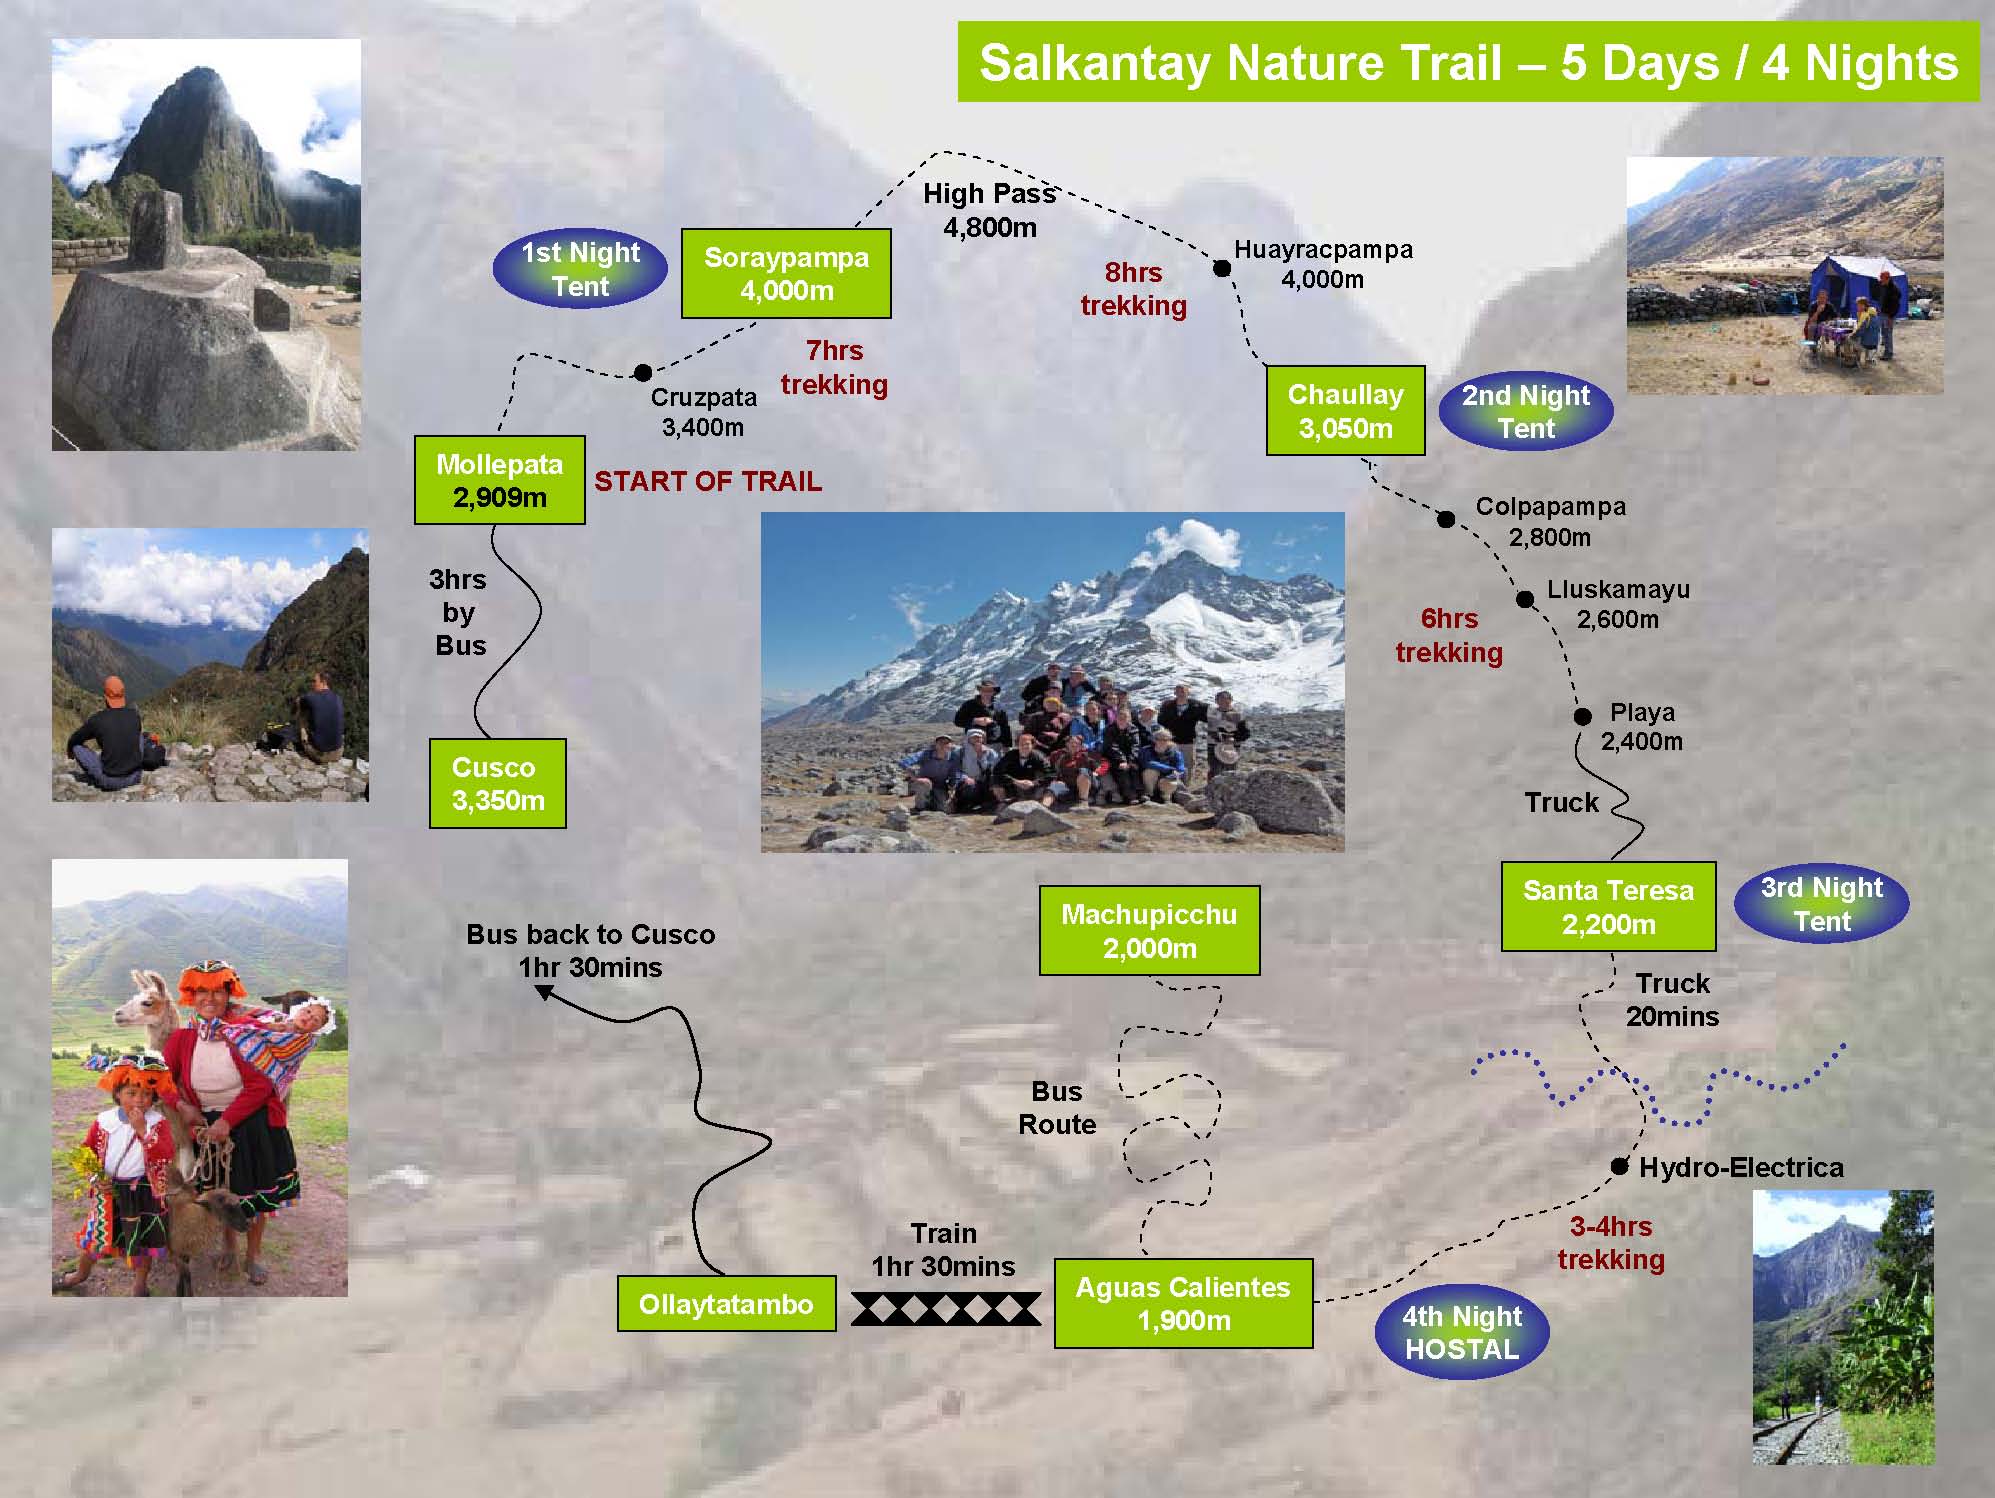 Salkantay Nature Trail – 5 Days / 4 Nights
High Pass
4,800m
1st Night
Tent
Soraypampa
4,000m
Huayracpampa
4,000m
8hrs
trekking
7hrs
trekking
Cruzpata
3,400m
Chaullay
3,050m
2nd Night
Tent
Mollepata
2,909m
START OF TRAIL
Colpapampa
2,800m
3hrs
by
Bus
Lluskamayu
2,600m
6hrs
trekking
Playa
2,400m
Cusco
3,350m
Truck
Santa Teresa
2,200m
3rd Night
Tent
Machupicchu
2,000m
Bus back to Cusco
1hr 30mins
Truck
20mins
Bus
Route
Hydro-Electrica
3-4hrs
trekking
Train
1hr 30mins
Ollaytatambo
Aguas Calientes
1,900m
4th Night
HOSTAL